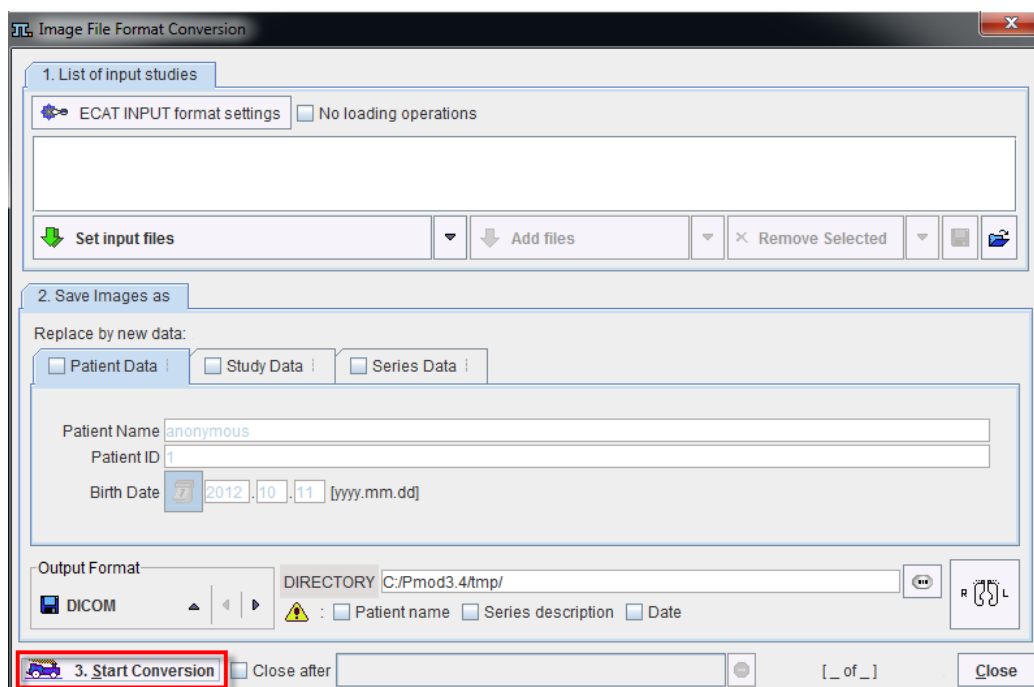 Image File Format Conversion
1. List of input studies
ECAT INPUT format settings No loading operations
Set input files Add files Remove Selected
2. Save Images as
Replace by new data:
Patient Data Study Data Series Data
Patient Name anonymous
Patient ID 1
Birth Date 7 2012 . 10 . 11 [yyyy.mm.dd]
Output Format
DICOM
DIRECTORY C:/Pmod3.4/tmp/
: Patient name Series description Date
R L
3. Start Conversion Close after [ _ of _ ] Close